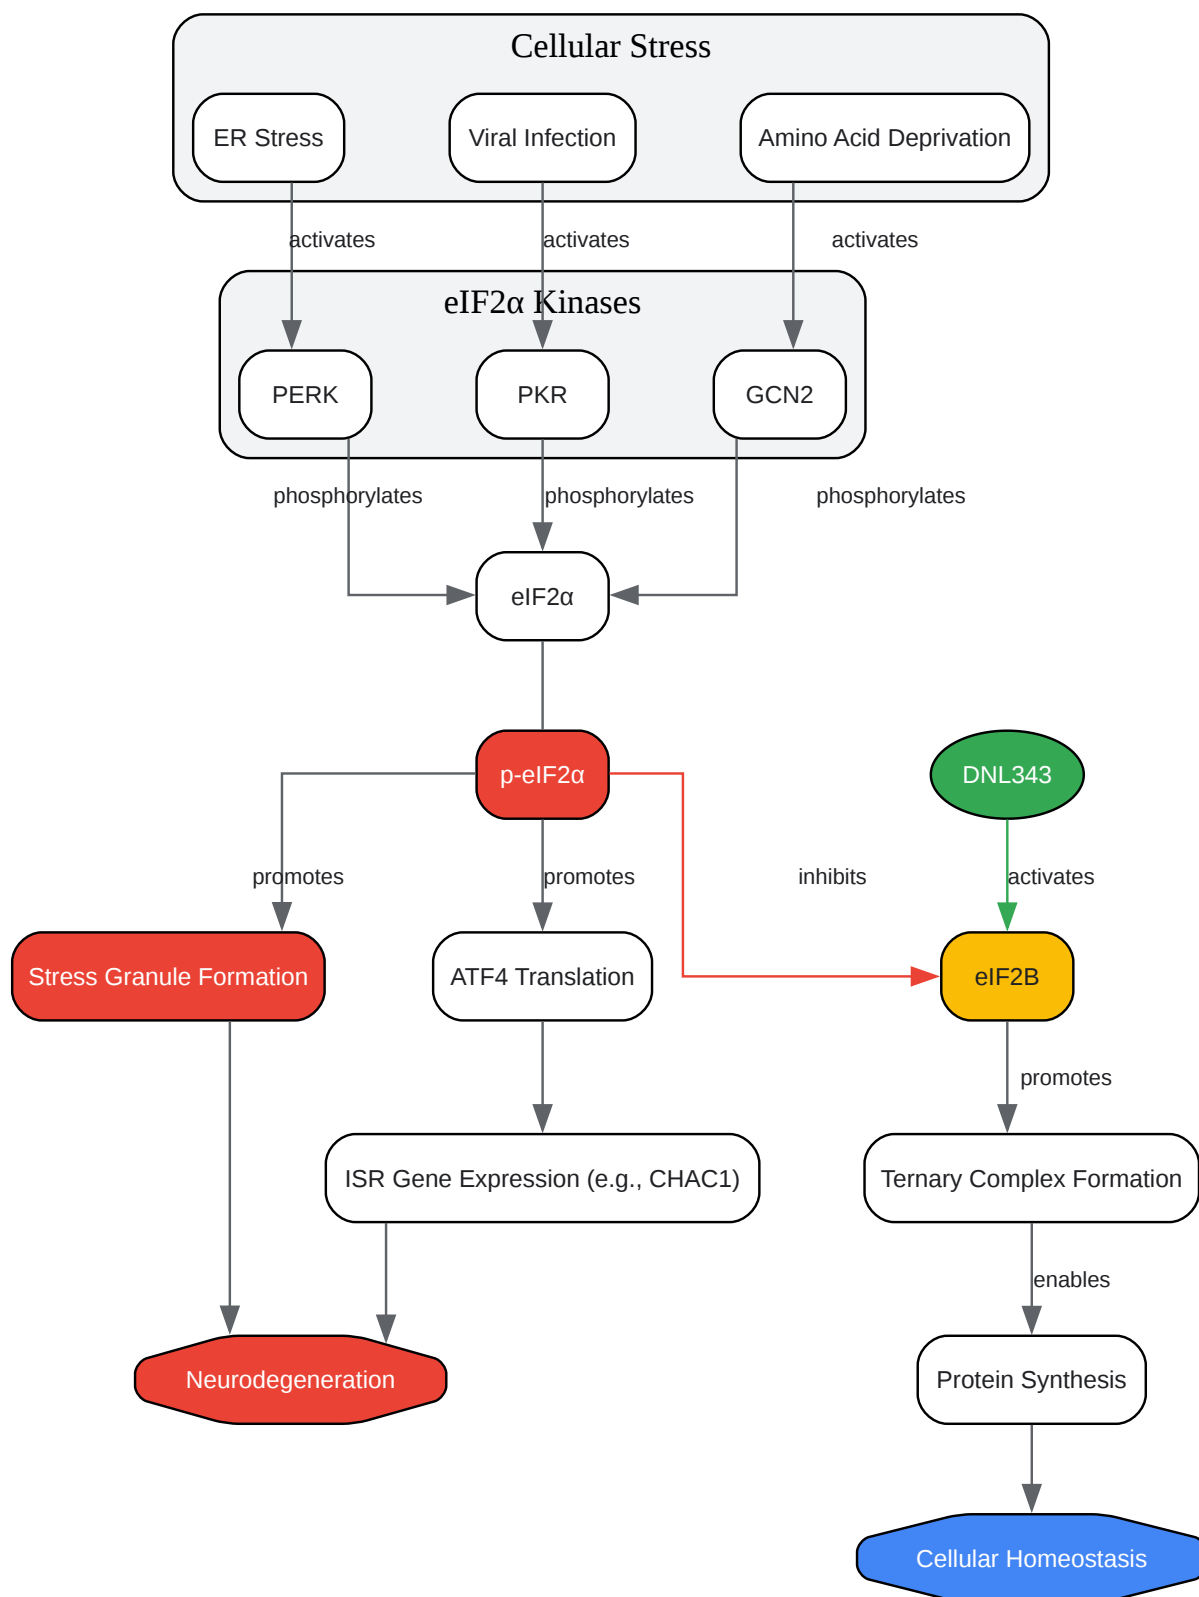 Cellular Stress
ER Stress
Viral Infection
Amino Acid Deprivation
activates
activates
activates
eIF2α Kinases
PERK
PKR
GCN2
phosphorylates
phosphorylates
phosphorylates
eIF2α
p-eIF2α
DNL343
promotes
promotes
inhibits
activates
Stress Granule Formation
ATF4 Translation
eIF2B
promotes
ISR Gene Expression (e.g., CHAC1)
Ternary Complex Formation
enables
Neurodegeneration
Protein Synthesis
Cellular Homeostasis